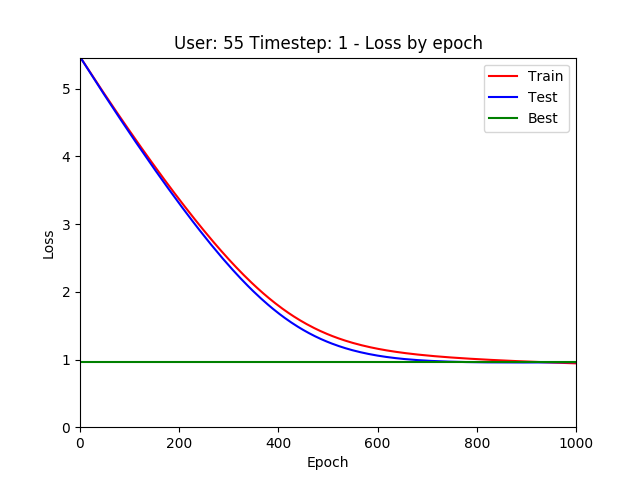 User: 55 Timestep: 1 - Loss by epoch
Train
Test
Best
5
4
3
2
1
0
Loss
0 200 400 600 800 1000
Epoch